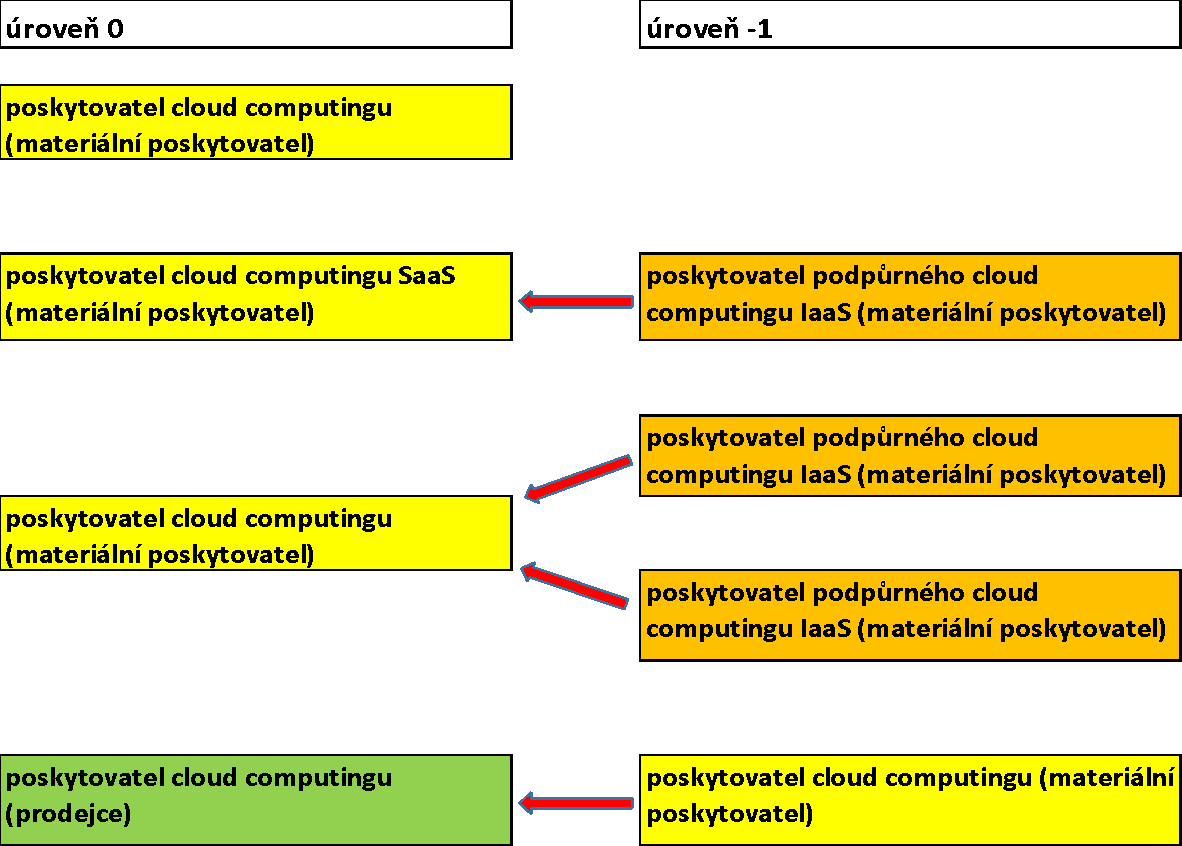 úroveň 0
úroveň -1
poskytovatel cloud computingu
(materiální poskytovatel)
poskytovatel cloud computingu SaaS
(materiální poskytovatel)
poskytovatel podpůrného cloud
computingu IaaS (materiální poskytovatel)
poskytovatel podpůrného cloud
computingu IaaS (materiální poskytovatel)
poskytovatel cloud computingu
(materiální poskytovatel)
poskytovatel podpůrného cloud
computingu IaaS (materiální poskytovatel)
poskytovatel cloud computingu
(prodejce)
poskytovatel cloud computingu (materiální
poskytovatel)